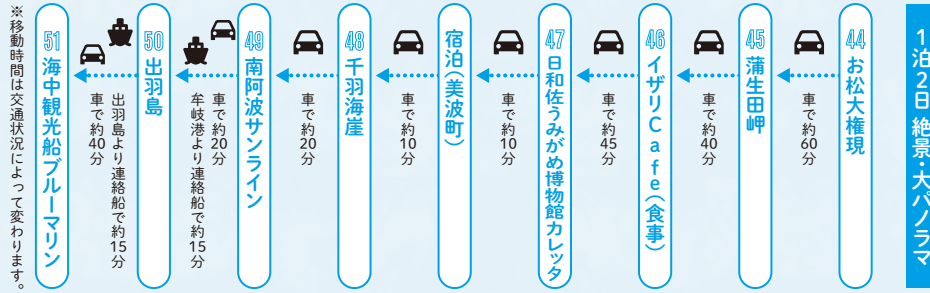 1泊2日 絶景・大パノラマ
44 お松大権現
車で約60分
45 蒲生田岬
車で約40分
46 イザリCafe(食事)
車で約45分
47 日和佐うみがめ博物館カレッタ
車で約10分
宿泊(美波町)
車で約10分
48 千羽海崖
車で約20分
49 南阿波サンライン
車で約20分
牟岐港より連絡船で約15分
50 出羽島
出羽島より連絡船で約15分
車で約40分
51 海中観光船ブルーマリン
※移動時間は交通状況によって変わります。